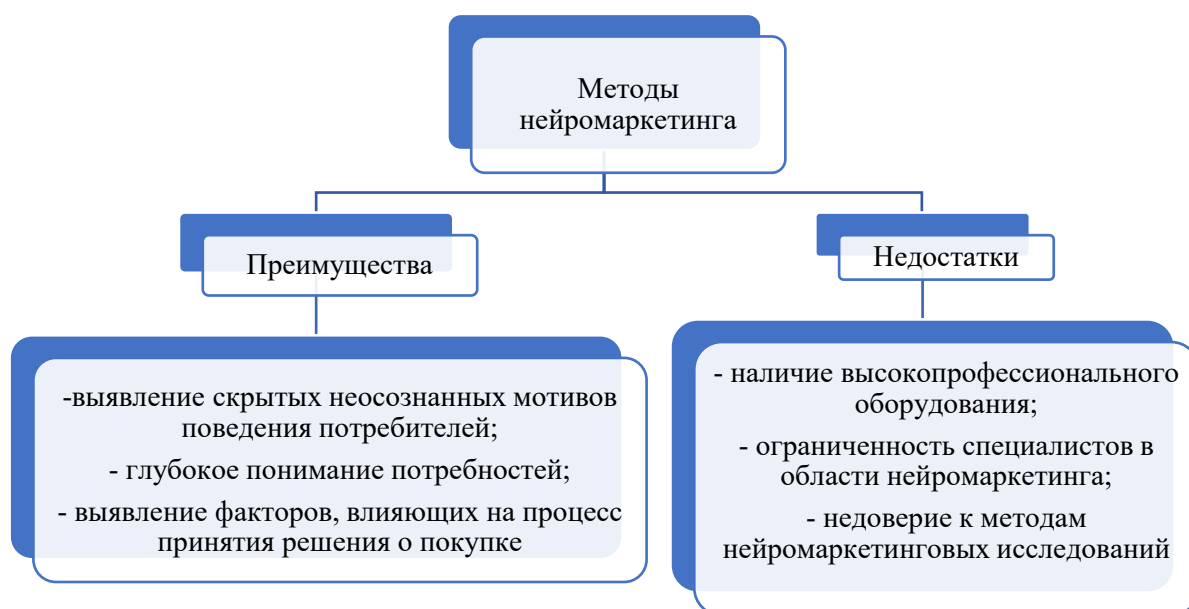 Методы
нейромаркетинга
Преимущества
Недостатки
-выявление скрытых неосознанных мотивов
поведения потребителей;
- глубокое понимание потребностей;
- выявление факторов, влияющих на процесс
принятия решения о покупке
- наличие высокопрофессионального
оборудования;
- ограниченность специалистов в
области нейромаркетинга;
- недоверие к методам
нейромаркетинговых исследований